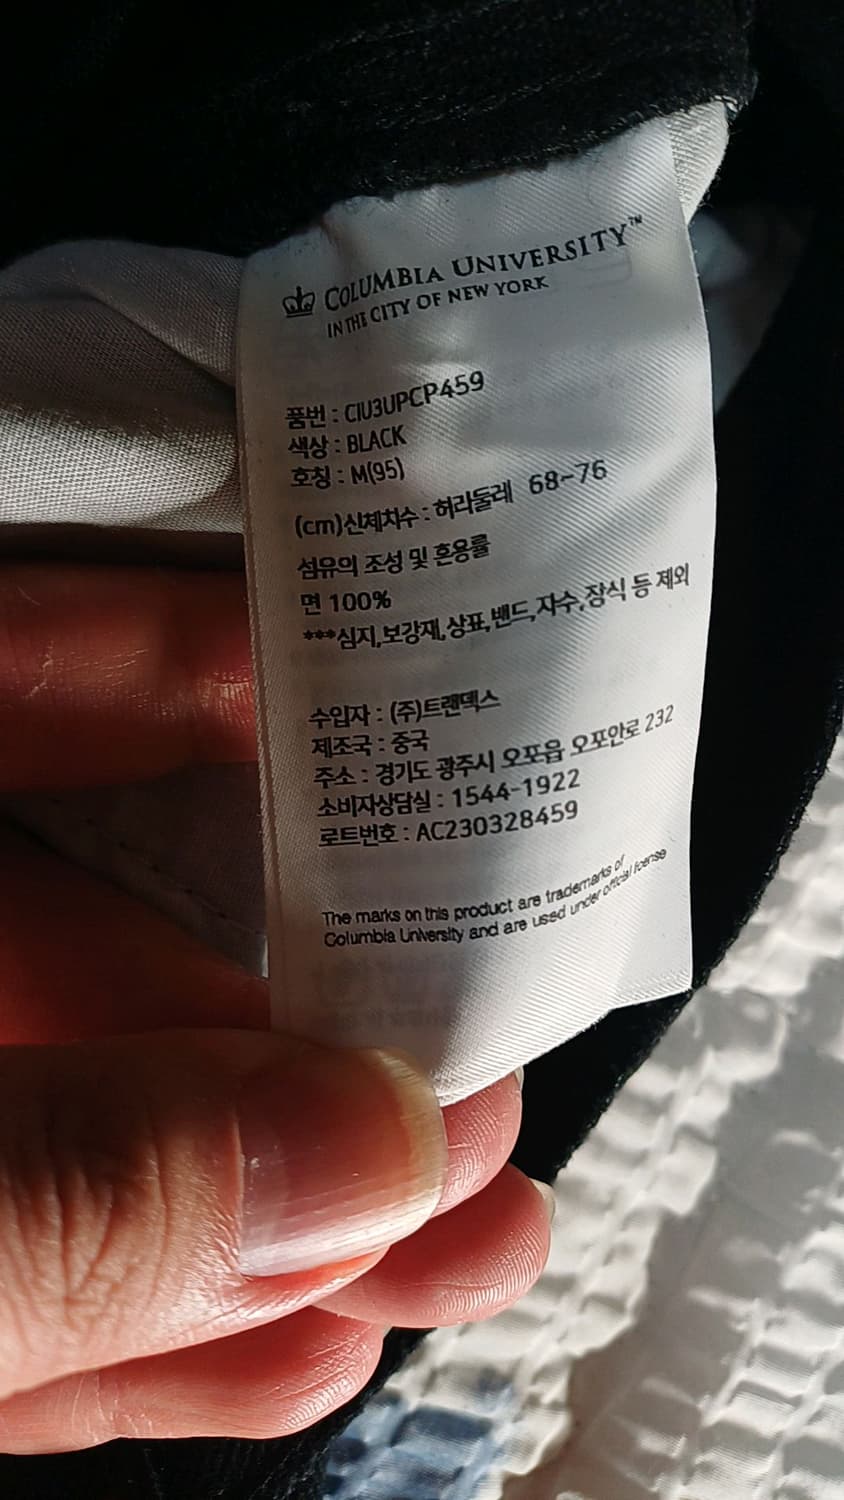 COLUMBIA UNIVERSITY™
IN THE CITY OF NEW YORK
품번 : CIU3UPCP459
색상 : BLACK
호칭 : M(95)
(cm)신체치수 : 허리둘레 68~76
섬유의 조성 및 혼용률
면 100%
***심지,보강재,상표,밴드,자수,장식 등 제외
수입자 : (주)트랜덱스
제조국 : 중국
주소 : 경기도 광주시 오포읍 오포안로 232
소비자상담실 : 1544-1922
로트번호 : AC230328459
The marks on this product are trademarks of
Columbia University and are used under official license